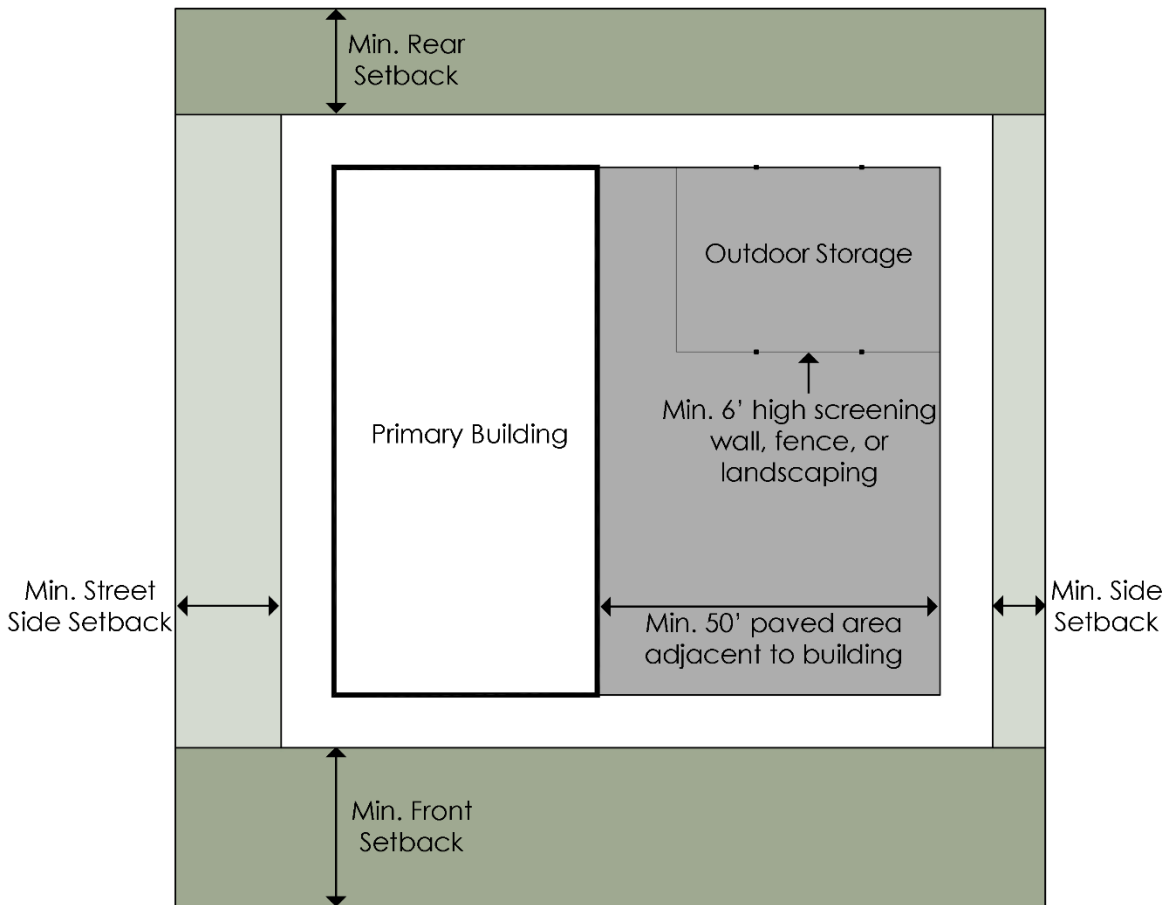 Min. Rear
Setback
Outdoor Storage
Min. 6’ high screening
wall, fence, or
landscaping
Primary Building
Min. Street
Side Setback
Min. 50’ paved area
adjacent to building
Min. Side
Setback
Min. Front
Setback